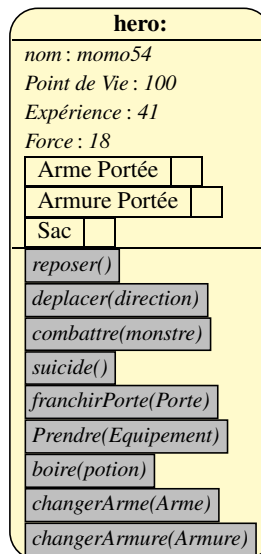 hero:
nom : momo54
Point de Vie : 100
Expérience : 41
Force : 18
Arme Portée
Armure Portée
Sac
reposer()
deplacer(direction)
combattre(monstre)
suicide()
franchirPorte(Porte)
Prendre(Equipement)
boire(potion)
changerArme(Arme)
changerArmure(Armure)